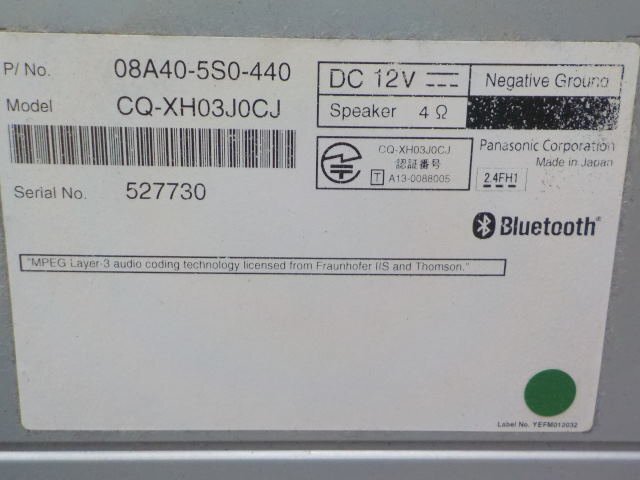 P/ No. 08A40-5S0-440
Model CQ-XH03J0CJ
Serial No. 527730
DC 12V
Negative Ground
Speaker 4 Ω
CQ-XH03J0CJ
認証番号
T A13-0088005
Panasonic Corporation
Made in Japan
2.4FH1
Bluetooth®
"MPEG Layer-3 audio coding technology licensed from Fraunhofer IIS and Thomson."
Label No. YEFM012032